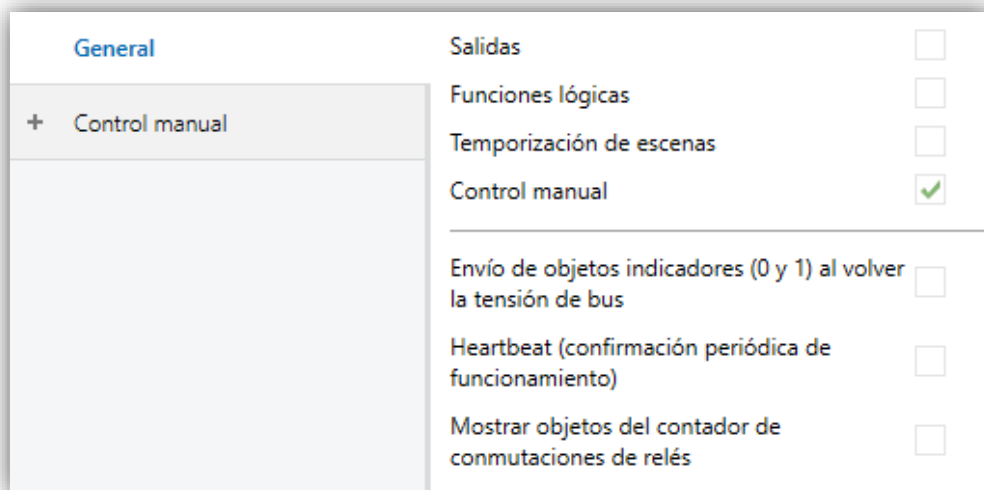 General
+ Control manual
Salidas
Funciones lógicas
Temporización de escenas
Control manual
Envío de objetos indicadores (0 y 1) al volver
la tensión de bus
Heartbeat (confirmación periódica de
funcionamiento)
Mostrar objetos del contador de
conmutaciones de relés